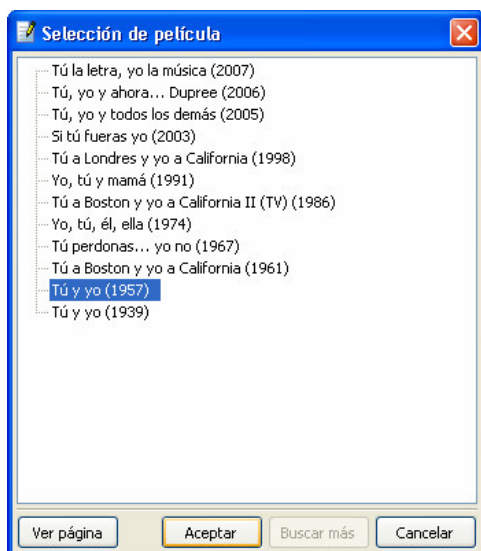 Selección de película
Tú la letra, yo la música (2007)
Tú, yo y ahora... Dupree (2006)
Tú, yo y todos los demás (2005)
Si tú fueras yo (2003)
Tú a Londres y yo a California (1998)
Yo, tú y mamá (1991)
Tú a Boston y yo a California II (TV) (1986)
Yo, tú, él, ella (1974)
Tú perdonas... yo no (1967)
Tú a Boston y yo a California (1961)
Tú y yo (1957)
Tú y yo (1939)
Ver página Aceptar Buscar más Cancelar